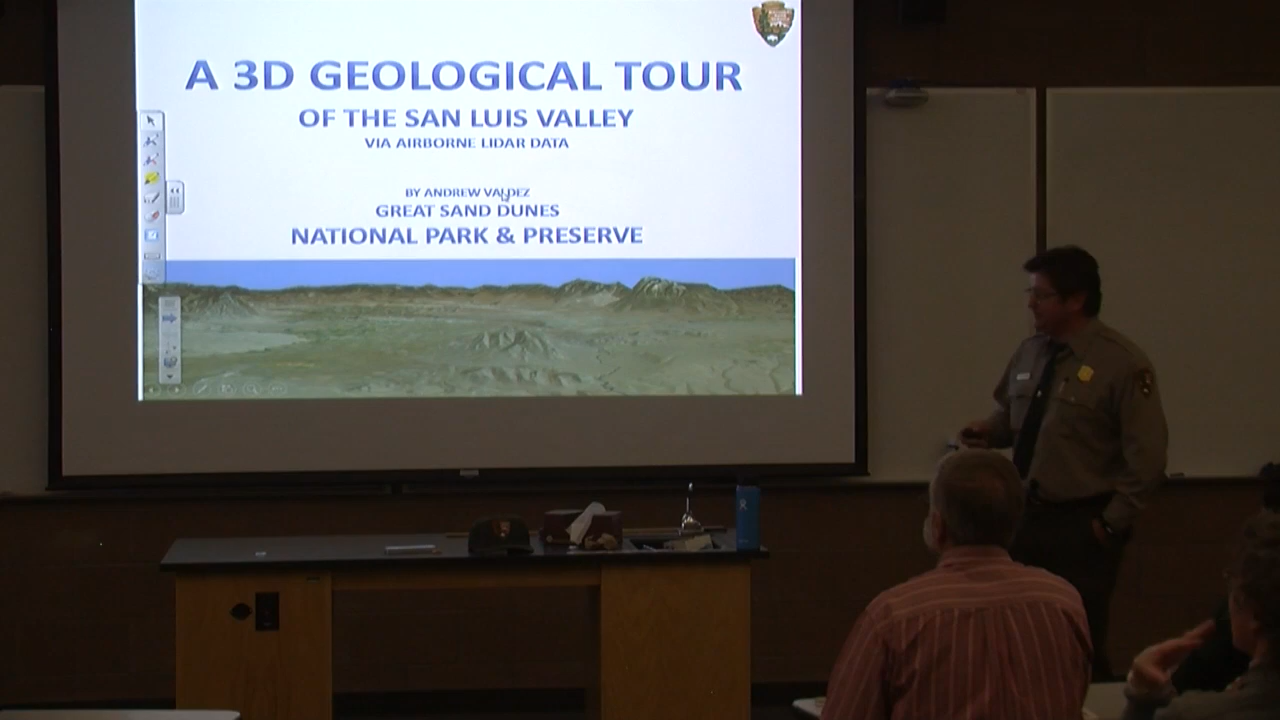 A 3D GEOLOGICAL TOUR
OF THE SAN LUIS VALLEY
VIA AIRBORNE LIDAR DATA
BY ANDREW VALDEZ
GREAT SAND DUNES
NATIONAL PARK & PRESERVE